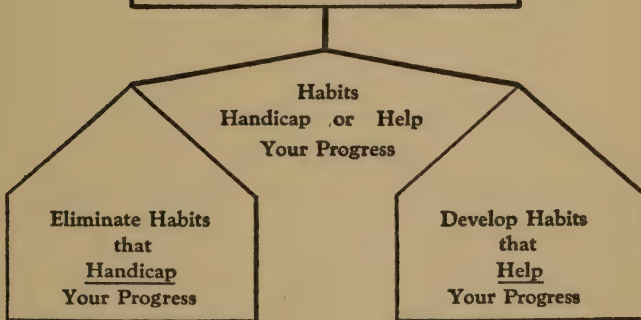 Habits
Handicap or Help
Your Progress
Eliminate Habits
that
Handicap
Your Progress
Develop Habits
that
Help
Your Progress